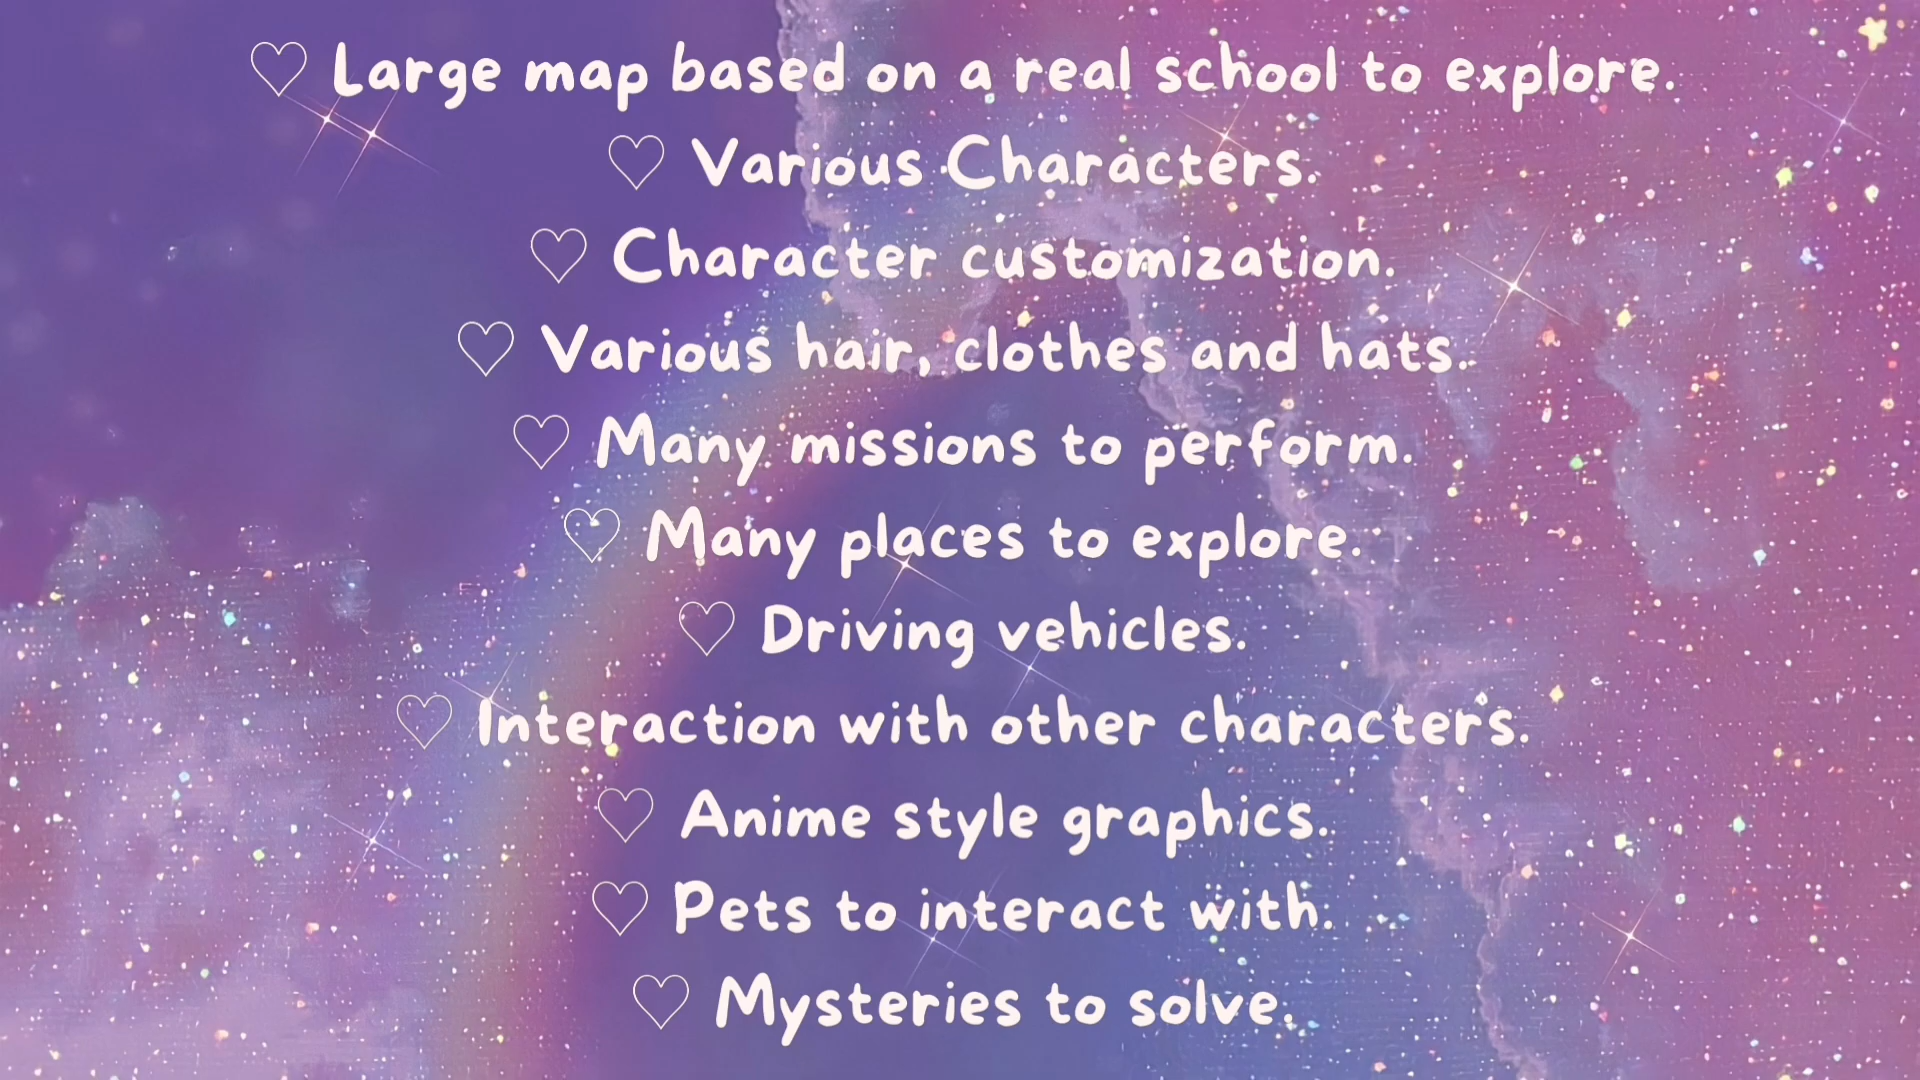 ♡ Large map based on a real school to explore.
♡ Various Characters.
♡ Character customization.
♡ Various hair, clothes and hats.
♡ Many missions to perform.
♡ Many places to explore.
♡ Driving vehicles.
♡ Interaction with other characters.
♡ Anime style graphics.
♡ Pets to interact with.
♡ Mysteries to solve.